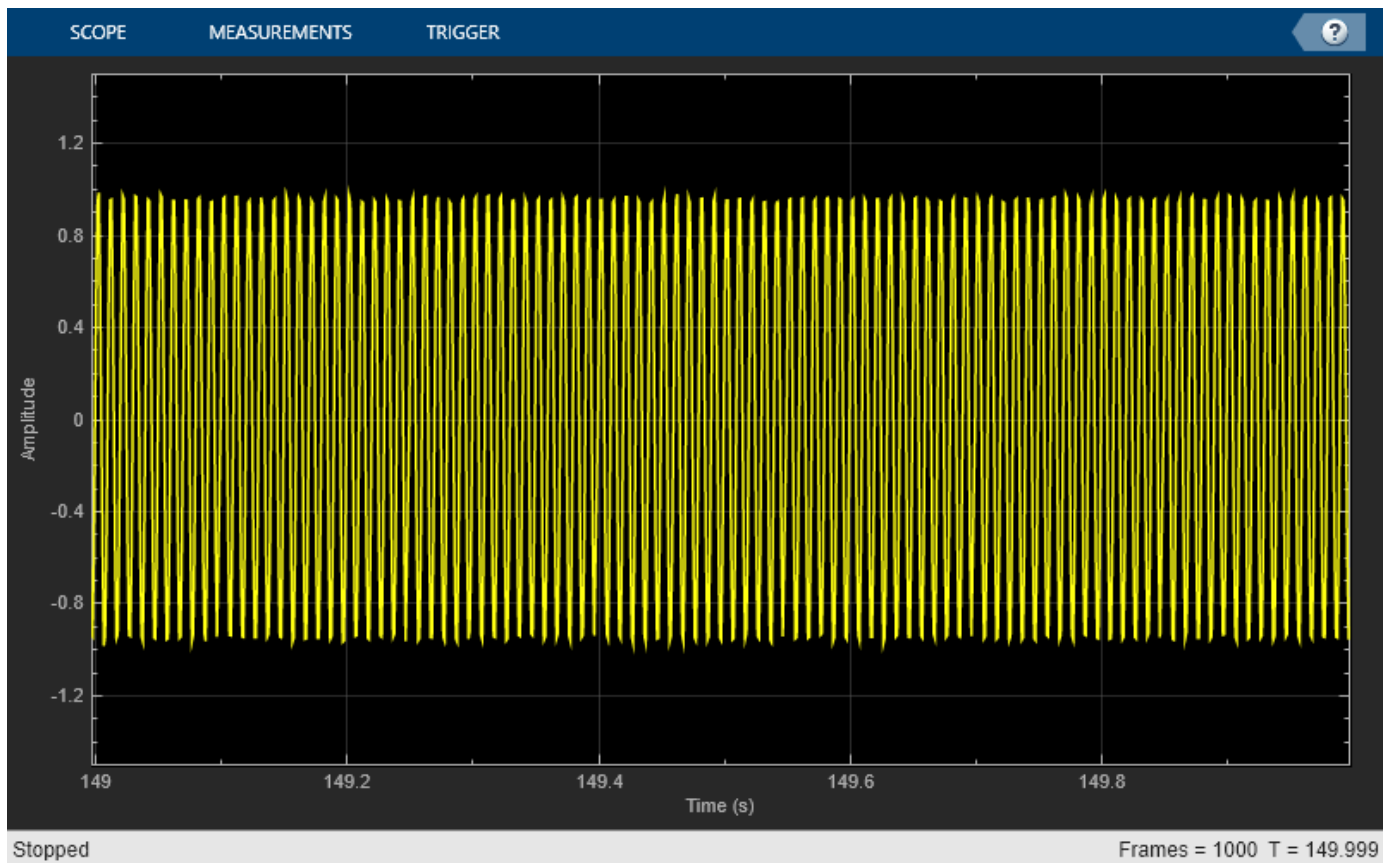 SCOPE MEASUREMENTS TRIGGER ?
1.2
0.8
0.4
0
-0.4
-0.8
-1.2
Amplitude
149 149.2 149.4 149.6 149.8
Time (s)
Stopped Frames = 1000 T = 149.999